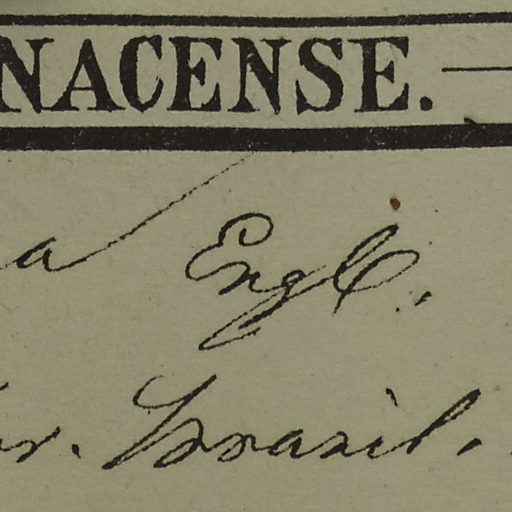 NACENSE.
a Engl.
r. Brasil.